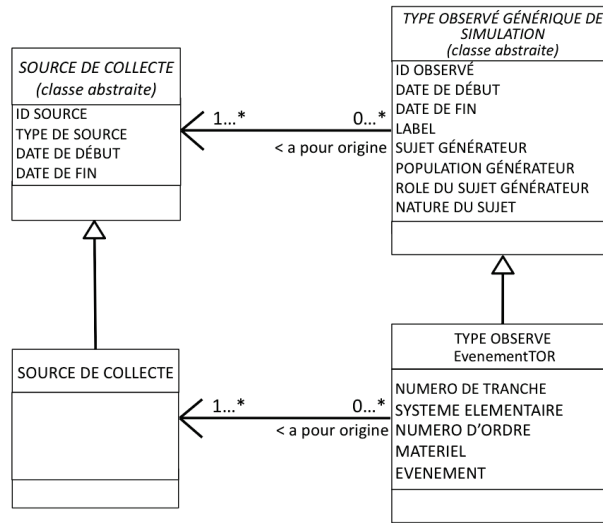 SOURCE DE COLLECTE
(classe abstraite)
ID SOURCE
TYPE DE SOURCE
DATE DE DÉBUT
DATE DE FIN
1...*
0...*
< a pour origine
TYPE OBSERVÉ GÉNÉRIQUE DE
SIMULATION
(classe abstraite)
ID OBSERVÉ
DATE DE DÉBUT
DATE DE FIN
LABEL
SUJET GÉNÉRATEUR
POPULATION GÉNÉRATEUR
ROLE DU SUJET GÉNÉRATEUR
NATURE DU SUJET
SOURCE DE COLLECTE
1...*
0...*
< a pour origine
TYPE OBSERVE
EvenementTOR
NUMERO DE TRANCHE
SYSTEME ELEMENTAIRE
NUMERO D'ORDRE
MATERIEL
EVENEMENT